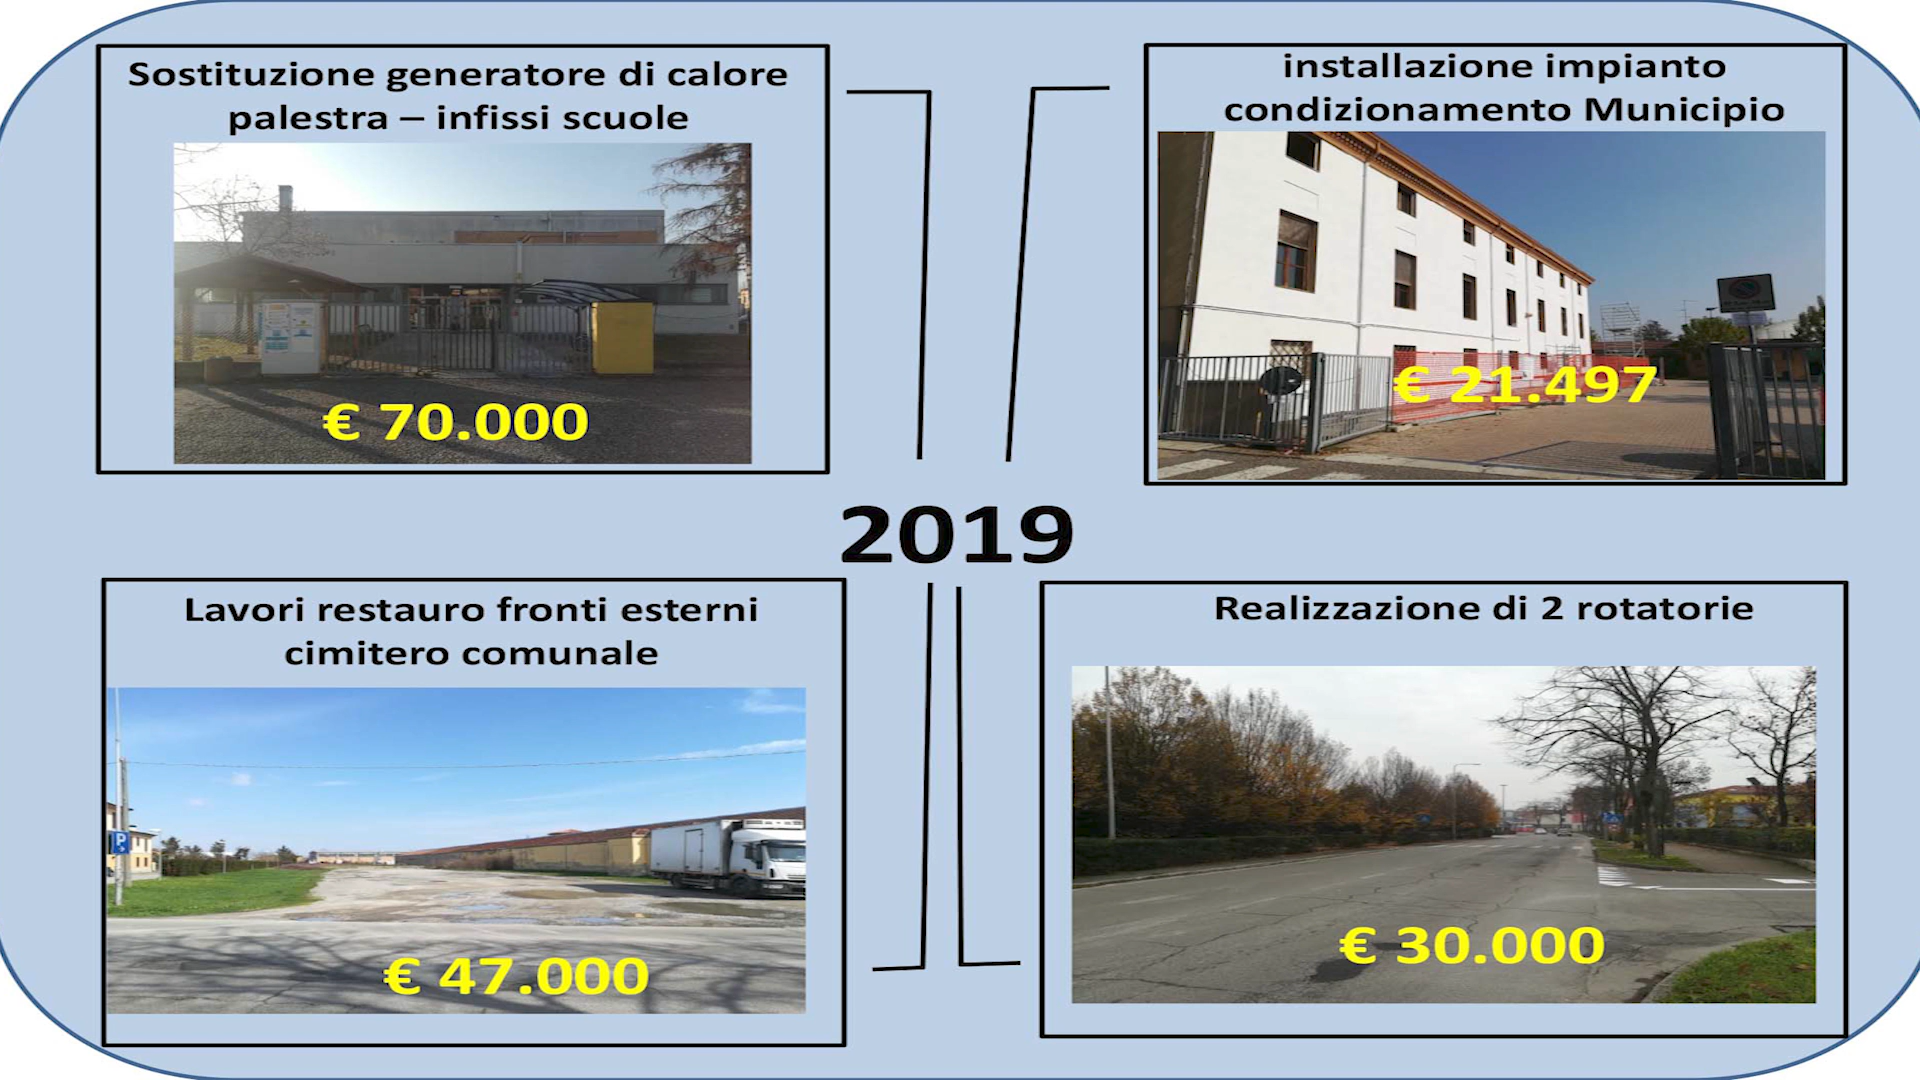 Sostituzione generatore di calore
palestra – infissi scuole
€ 70.000
installazione impianto
condizionamento Municipio
€ 21.497
2019
Lavori restauro fronti esterni
cimitero comunale
P
€ 47.000
Realizzazione di 2 rotatorie
€ 30.000